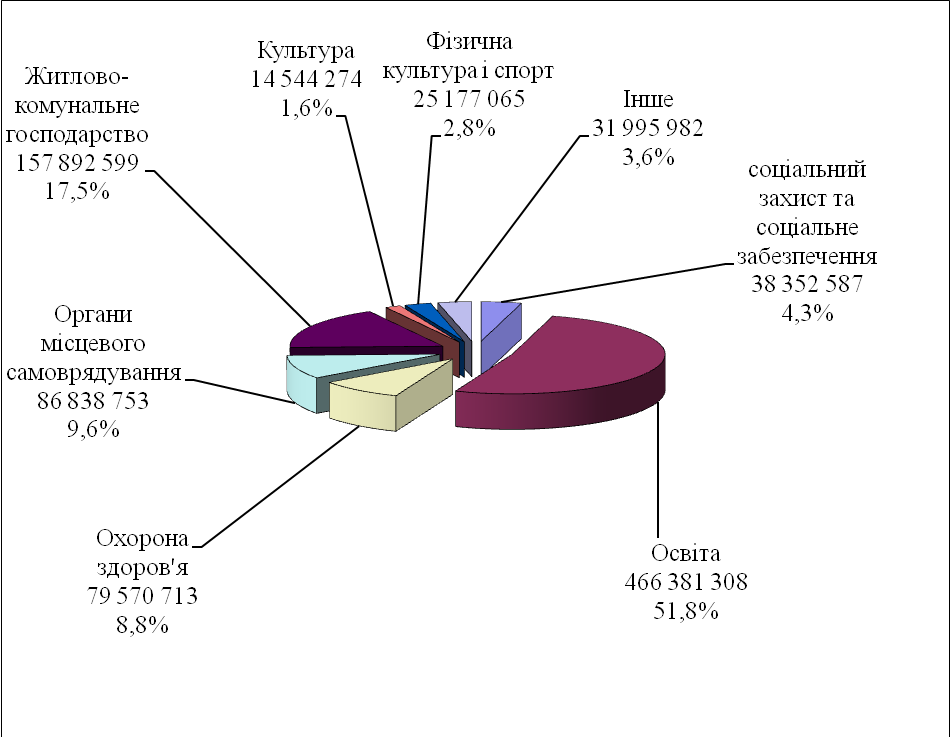 Культура
14 544 274
1,6%
Фізична
культура і спорт
25 177 065
2,8%
Інше
31 995 982
3,6%
Житлово-
комунальне
господарство
157 892 599
17,5%
соціальний
захист та
соціальне
забезпечення
38 352 587
4,3%
Органи
місцевого
самоврядування
86 838 753
9,6%
Охорона
здоров'я
79 570 713
8,8%
Освіта
466 381 308
51,8%